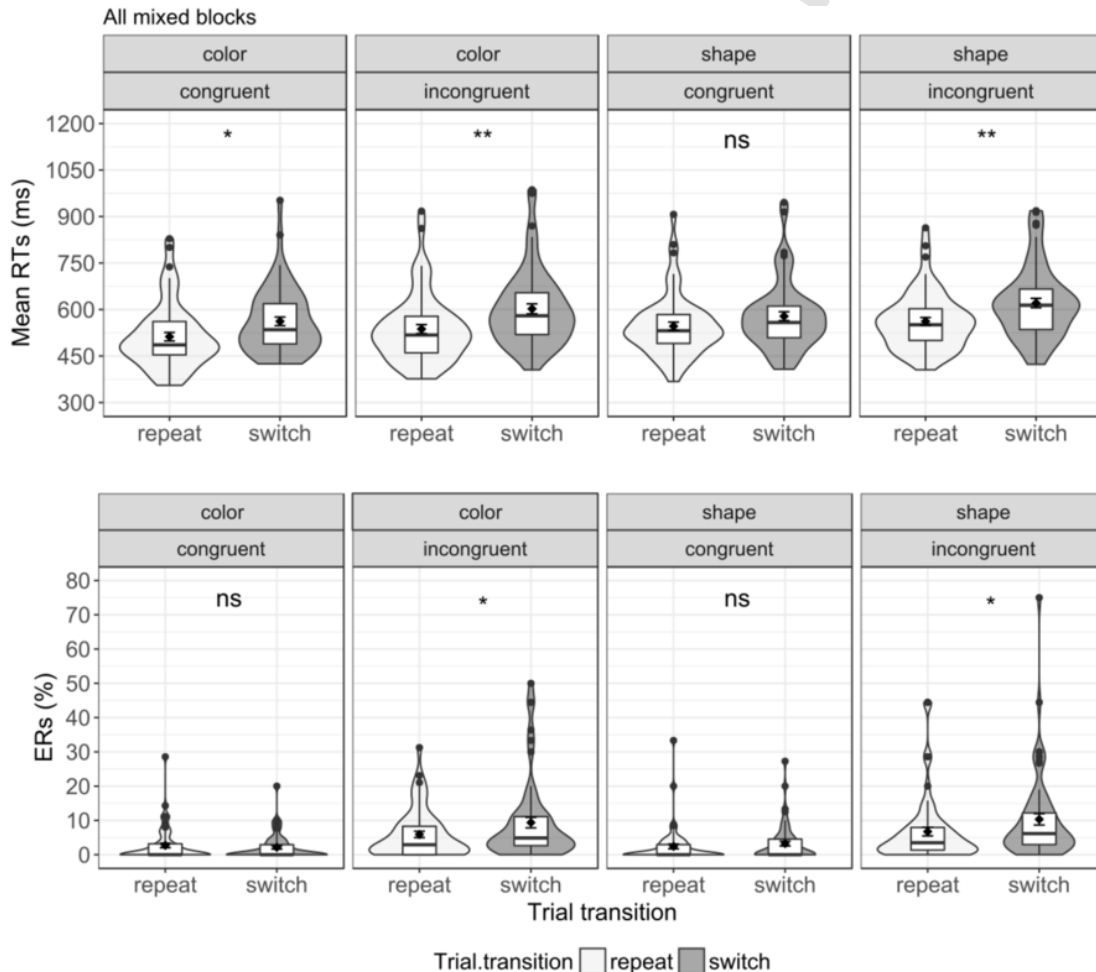 All mixed blocks
color color shape shape
congruent incongruent congruent incongruent
* ** ns **
1200
1050
900
750
600
450
300
Mean RTs (ms)
repeat switch repeat switch repeat switch repeat switch
color color shape shape
congruent incongruent congruent incongruent
ns * ns *
80
70
60
50
40
30
20
10
0
ERs (%)
repeat switch repeat switch repeat switch repeat switch
Trial transition
Trial.transition repeat switch